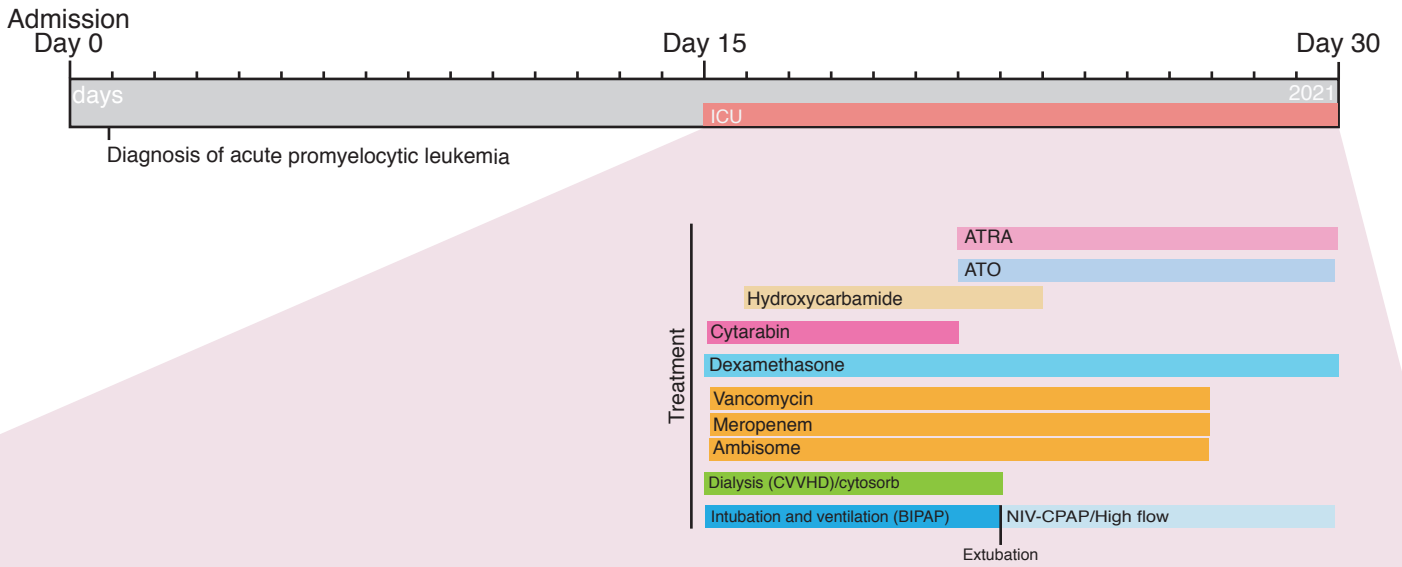 Admission
Day 0
Day 15
Day 30
days
2021
ICU
Diagnosis of acute promyelocytic leukemia
Treatment
ATRA
ATO
Hydroxycarbamide
Cytarabin
Dexamethasone
Vancomycin
Meropenem
Ambisome
Dialysis (CVVHD)/cytosorb
Intubation and ventilation (BIPAP)
NIV-CPAP/High flow
Extubation